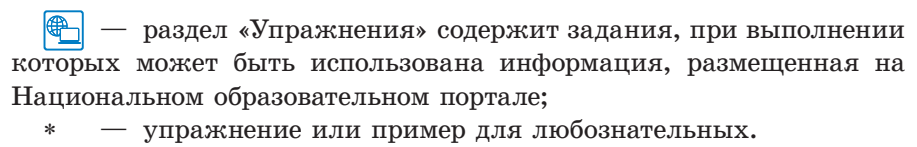 — раздел «Упражнения» содержит задания, при выполнении
которых может быть использована информация, размещенная на
Национальном образовательном портале;
* — упражнение или пример для любознательных.